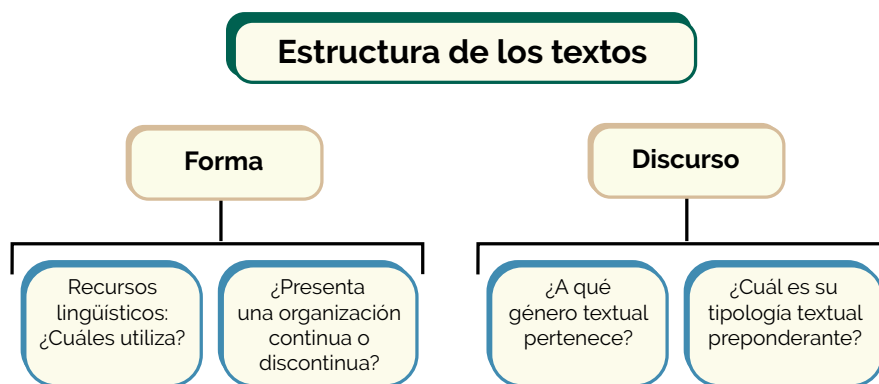 Estructura de los textos
Forma
Discurso
Recursos
lingüísticos:
¿Cuáles utiliza?
¿Presenta
una organización
continua o
discontinua?
¿A qué
género textual
pertenece?
¿Cuál es su
tipología textual
preponderante?